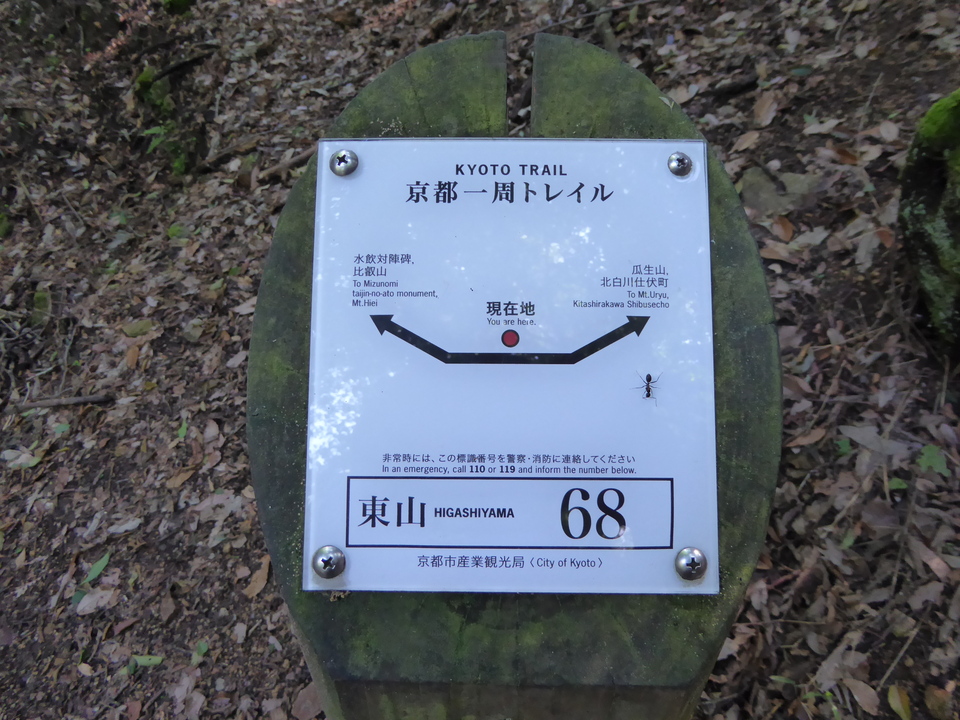 KYOTO TRAIL
京都一周トレイル
水飲対陣碑、
比叡山
To Mizunomi
taijin-no-ato monument,
Mt.Hiei
瓜生山、
北白川仕伏町
To Mt.Uryu,
Kitashirakawa Shibusecho
現在地
You are here.
非常時には、この標識番号を警察・消防に連絡してください
In an emergency, call 110 or 119 and inform the number below.
東山 HIGASHIYAMA 68
京都市産業観光局〈City of Kyoto〉